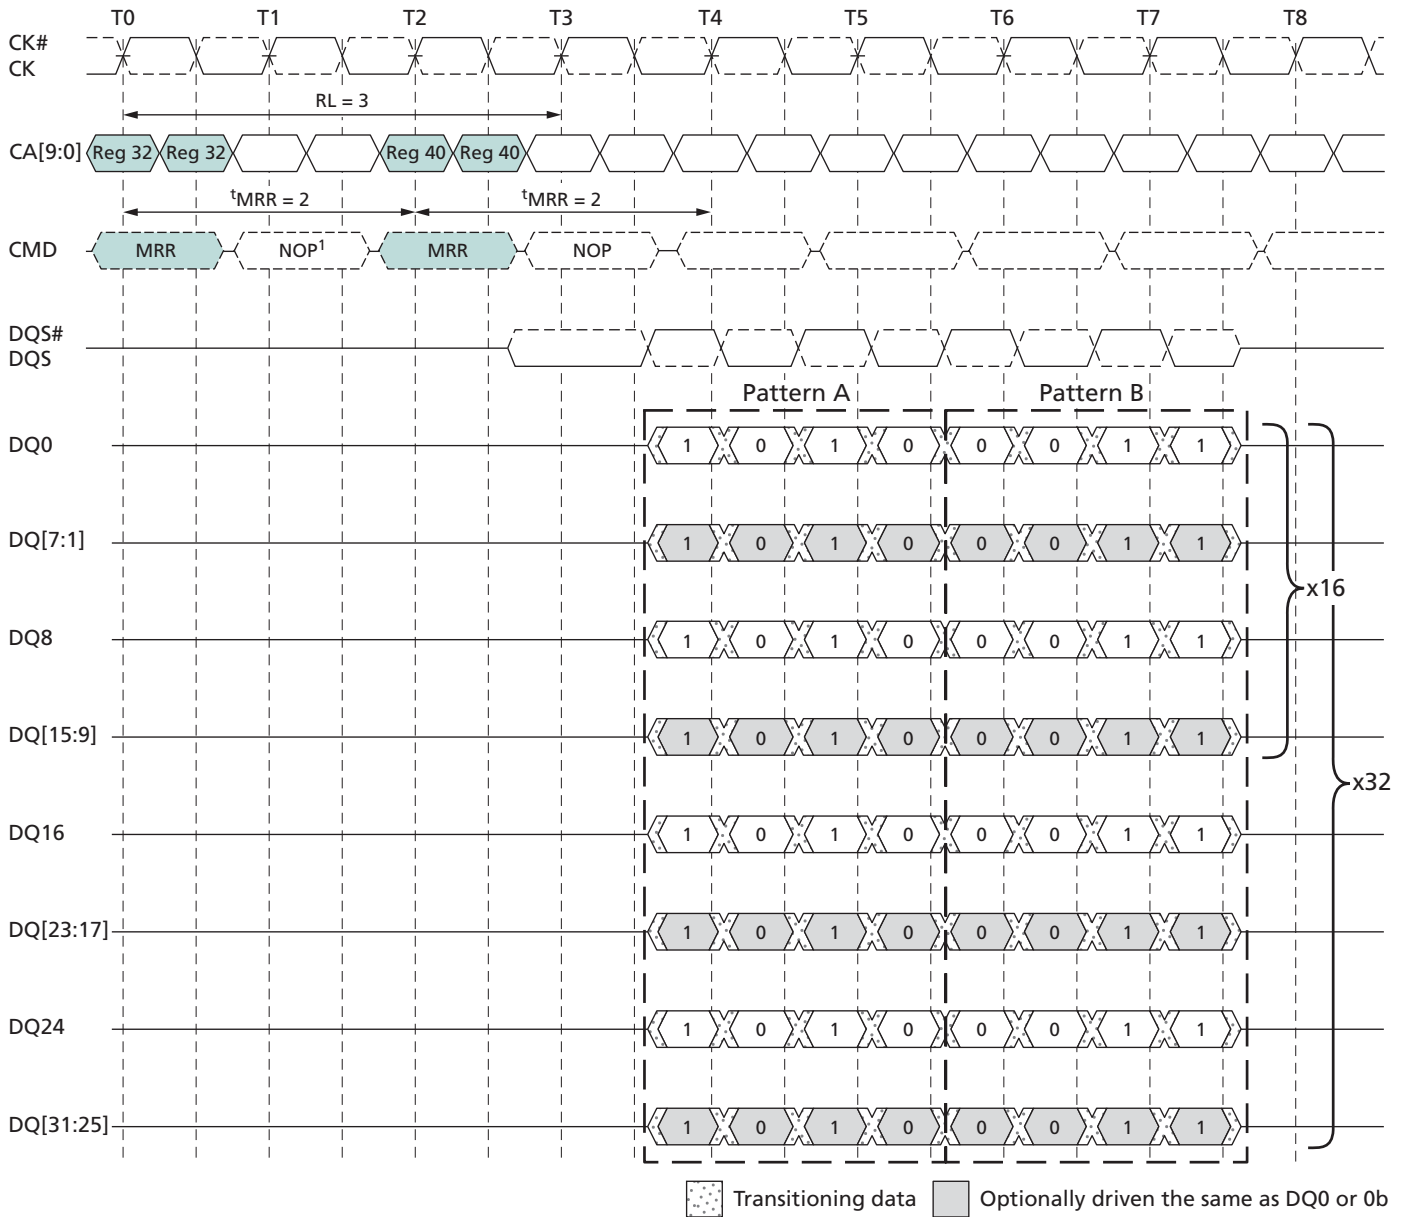 T0 T1 T2 T3 T4 T5 T6 T7 T8
CK#
CK
RL = 3
CA[9:0] Reg 32 Reg 32 Reg 40 Reg 40
tMRR = 2 tMRR = 2
CMD MRR NOP1 MRR NOP
DQS#
DQS
Pattern A Pattern B
DQ0 1 0 1 0 0 0 1 1
DQ[7:1] 1 0 1 0 0 0 1 1
x16
DQ8 1 0 1 0 0 0 1 1
DQ[15:9] 1 0 1 0 0 0 1 1
x32
DQ16 1 0 1 0 0 0 1 1
DQ[23:17] 1 0 1 0 0 0 1 1
DQ24 1 0 1 0 0 0 1 1
DQ[31:25] 1 0 1 0 0 0 1 1
Transitioning data Optionally driven the same as DQ0 or 0b